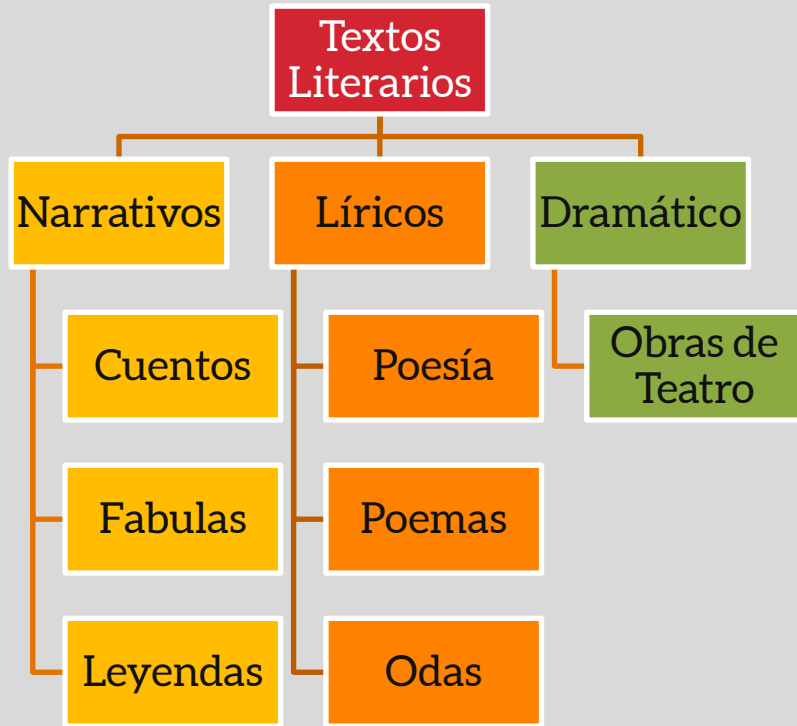 Textos
Literarios
Narrativos
Líricos
Dramático
Cuentos
Poesía
Obras de
Teatro
Fabulas
Poemas
Leyendas
Odas